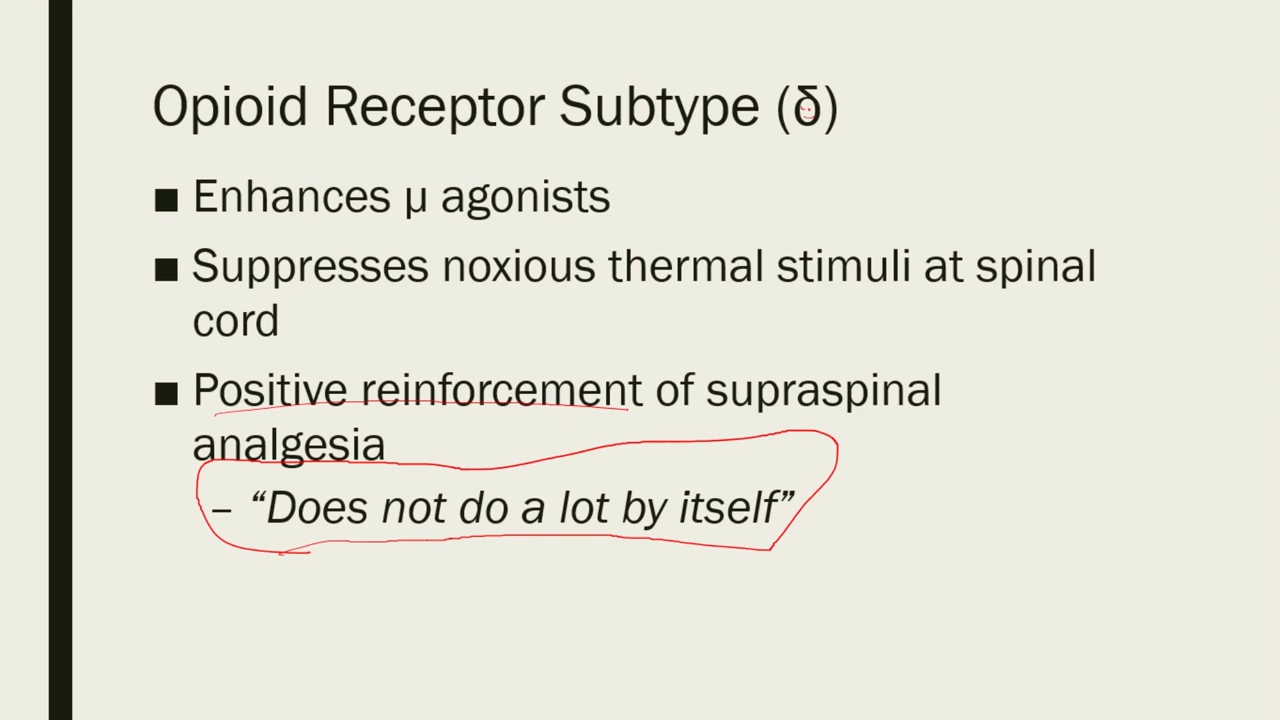 Opioid Receptor Subtype (δ)
■ Enhances μ agonists
■ Suppresses noxious thermal stimuli at spinal
cord
■ Positive reinforcement of supraspinal
analgesia
– “Does not do a lot by itself”